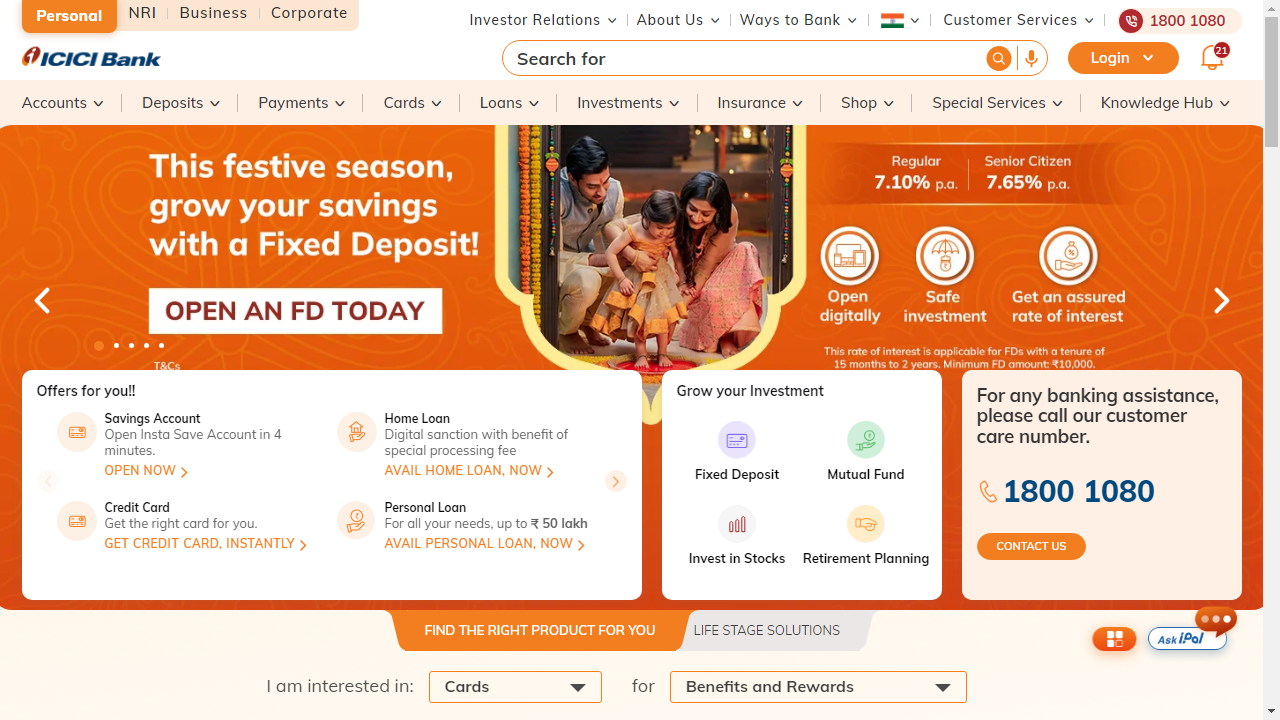 Personal
NRI
Business
Corporate
Investor Relations
About Us
Ways to Bank
Customer Services
1800 1080
ICICI Bank
Search for
Login
21
Accounts
Deposits
Payments
Cards
Loans
Investments
Insurance
Shop
Special Services
Knowledge Hub
This festive season,
grow your savings
with a Fixed Deposit!
OPEN AN FD TODAY
T&Cs
Regular
7.10% p.a.
Senior Citizen
7.65% p.a.
Open
digitally
Safe
investment
Get an assured
rate of interest
This rate of interest is applicable for FDs with a tenure of
15 months to 2 years. Minimum FD amount: ₹10,000.
Offers for you!!
Savings Account
Open Insta Save Account in 4
minutes.
OPEN NOW
Home Loan
Digital sanction with benefit of
special processing fee
AVAIL HOME LOAN, NOW
Credit Card
Get the right card for you.
GET CREDIT CARD, INSTANTLY
Personal Loan
For all your needs, up to ₹ 50 lakh
AVAIL PERSONAL LOAN, NOW
Grow your Investment
Fixed Deposit
Mutual Fund
Invest in Stocks
Retirement Planning
For any banking assistance,
please call our customer
care number.
1800 1080
CONTACT US
FIND THE RIGHT PRODUCT FOR YOU
LIFE STAGE SOLUTIONS
Ask iPal
I am interested in:
Cards
for
Benefits and Rewards